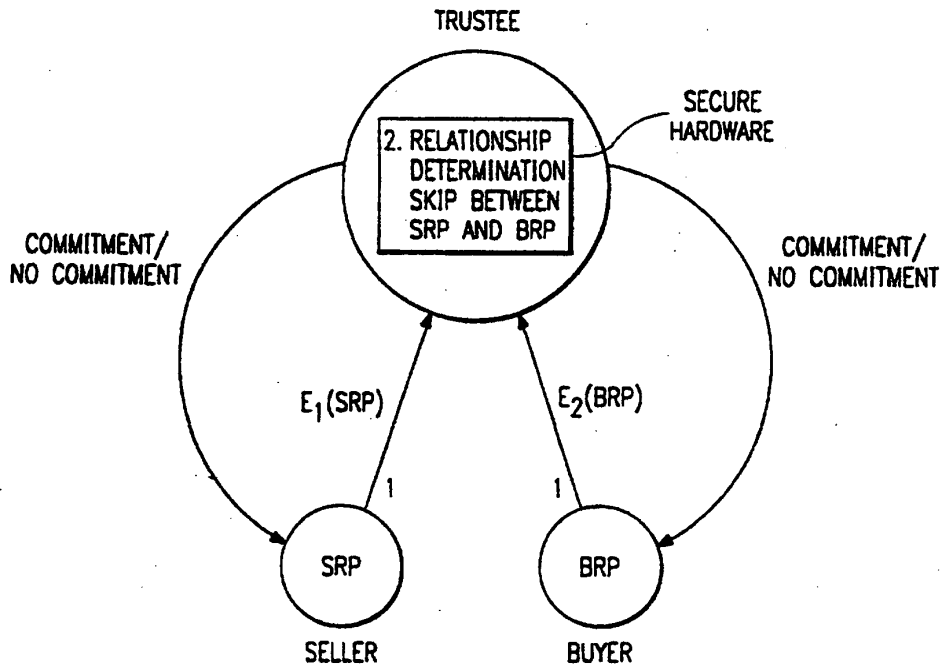 TRUSTEE
SECURE
HARDWARE
2. RELATIONSHIP
DETERMINATION
SKIP BETWEEN
SRP AND BRP
COMMITMENT/
NO COMMITMENT
COMMITMENT/
NO COMMITMENT
E1(SRP)
E2(BRP)
1
1
SRP
BRP
SELLER
BUYER